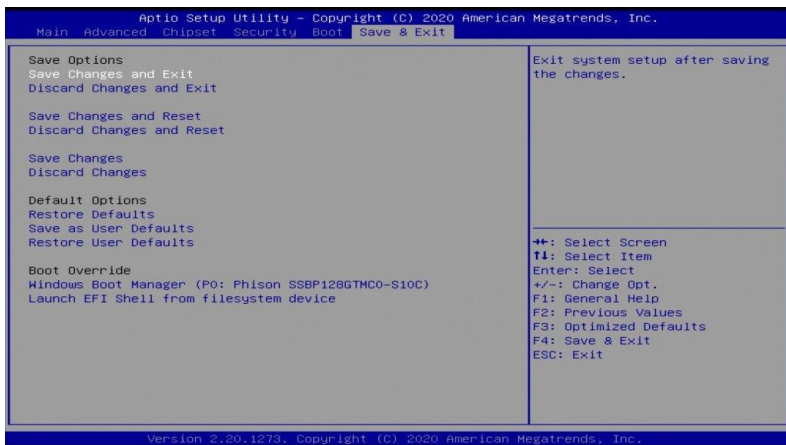 Aptio Setup Utility – Copyright (C) 2020 American Megatrends, Inc.
Main Advanced Chipset Security Boot Save & Exit
Save Options
Save Changes and Exit
Discard Changes and Exit
Save Changes and Reset
Discard Changes and Reset
Save Changes
Discard Changes
Default Options
Restore Defaults
Save as User Defaults
Restore User Defaults
Boot Override
Windows Boot Manager (P0: Phison SSBP128GTMC0-S10C)
Launch EFI Shell from filesystem device
Exit system setup after saving
the changes.
→←: Select Screen
↑↓: Select Item
Enter: Select
+/-: Change Opt.
F1: General Help
F2: Previous Values
F3: Optimized Defaults
F4: Save & Exit
ESC: Exit
Version 2.20.1273. Copyright (C) 2020 American Megatrends, Inc.